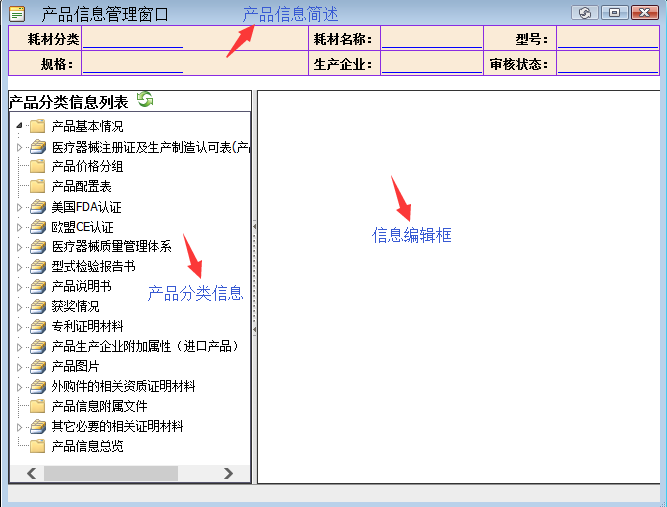 产品信息管理窗口 产品信息简述
耗材分类 耗材名称： 型号：
规格： 生产企业： 审核状态：
产品分类信息列表
产品基本情况
医疗器械注册证及生产制造认可表(产
产品价格分组
产品配置表
美国FDA认证
欧盟CE认证
医疗器械质量管理体系
型式检验报告书
产品说明书
获奖情况
专利证明材料
产品生产企业附加属性（进口产品）
产品图片
外购件的相关资质证明材料
产品信息附属文件
其它必要的相关证明材料
产品信息总览
产品分类信息
信息编辑框